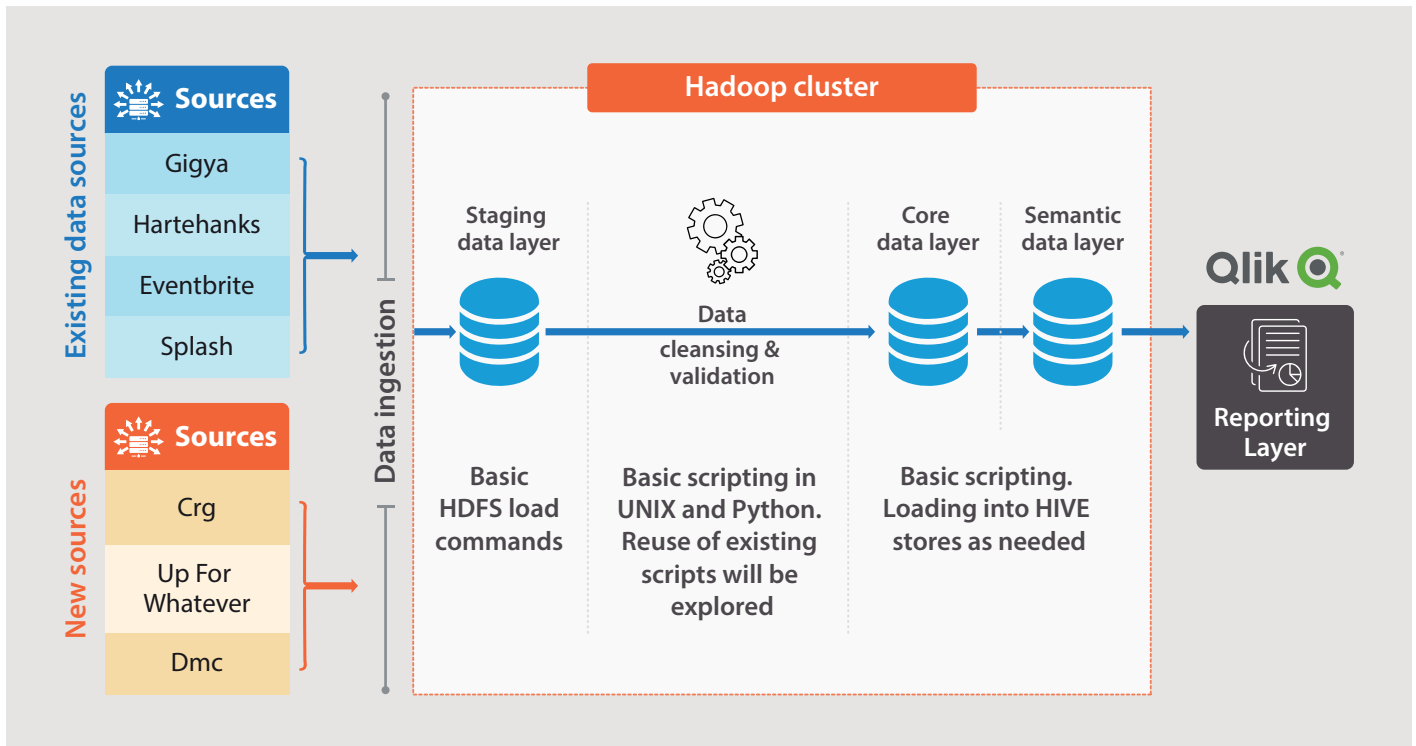 Existing data sources
Sources
Gigya
Hartehanks
Eventbrite
Splash
New sources
Sources
Crg
Up For
Whatever
Dmc
Data ingestion
Hadoop cluster
Staging
data layer
Data
cleansing &
validation
Core
data layer
Semantic
data layer
Basic
HDFS load
commands
Basic scripting in
UNIX and Python.
Reuse of existing
scripts will be
explored
Basic scripting.
Loading into HIVE
stores as needed
Qlik
Reporting
Layer